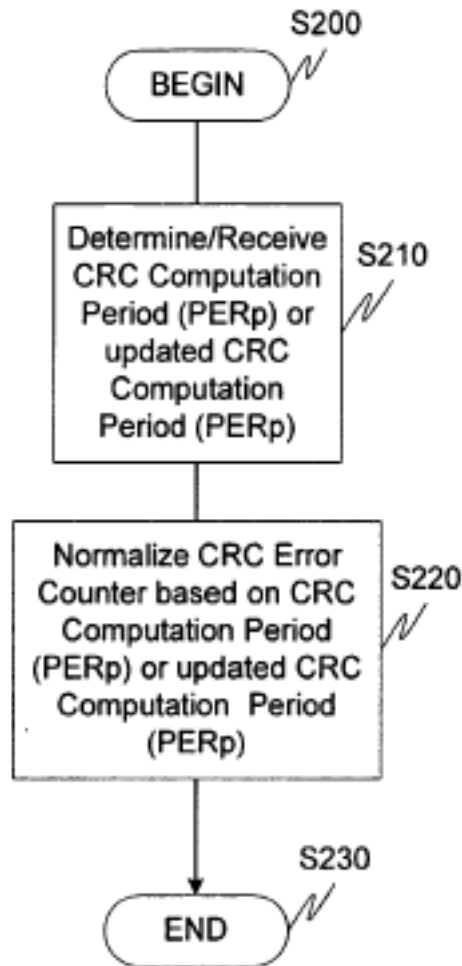 S200
BEGIN
Determine/Receive
CRC Computation
Period (PERp) or
updated CRC
Computation
Period (PERp)
S210
Normalize CRC Error
Counter based on CRC
Computation Period
(PERp) or updated CRC
Computation Period
(PERp)
S220
S230
END